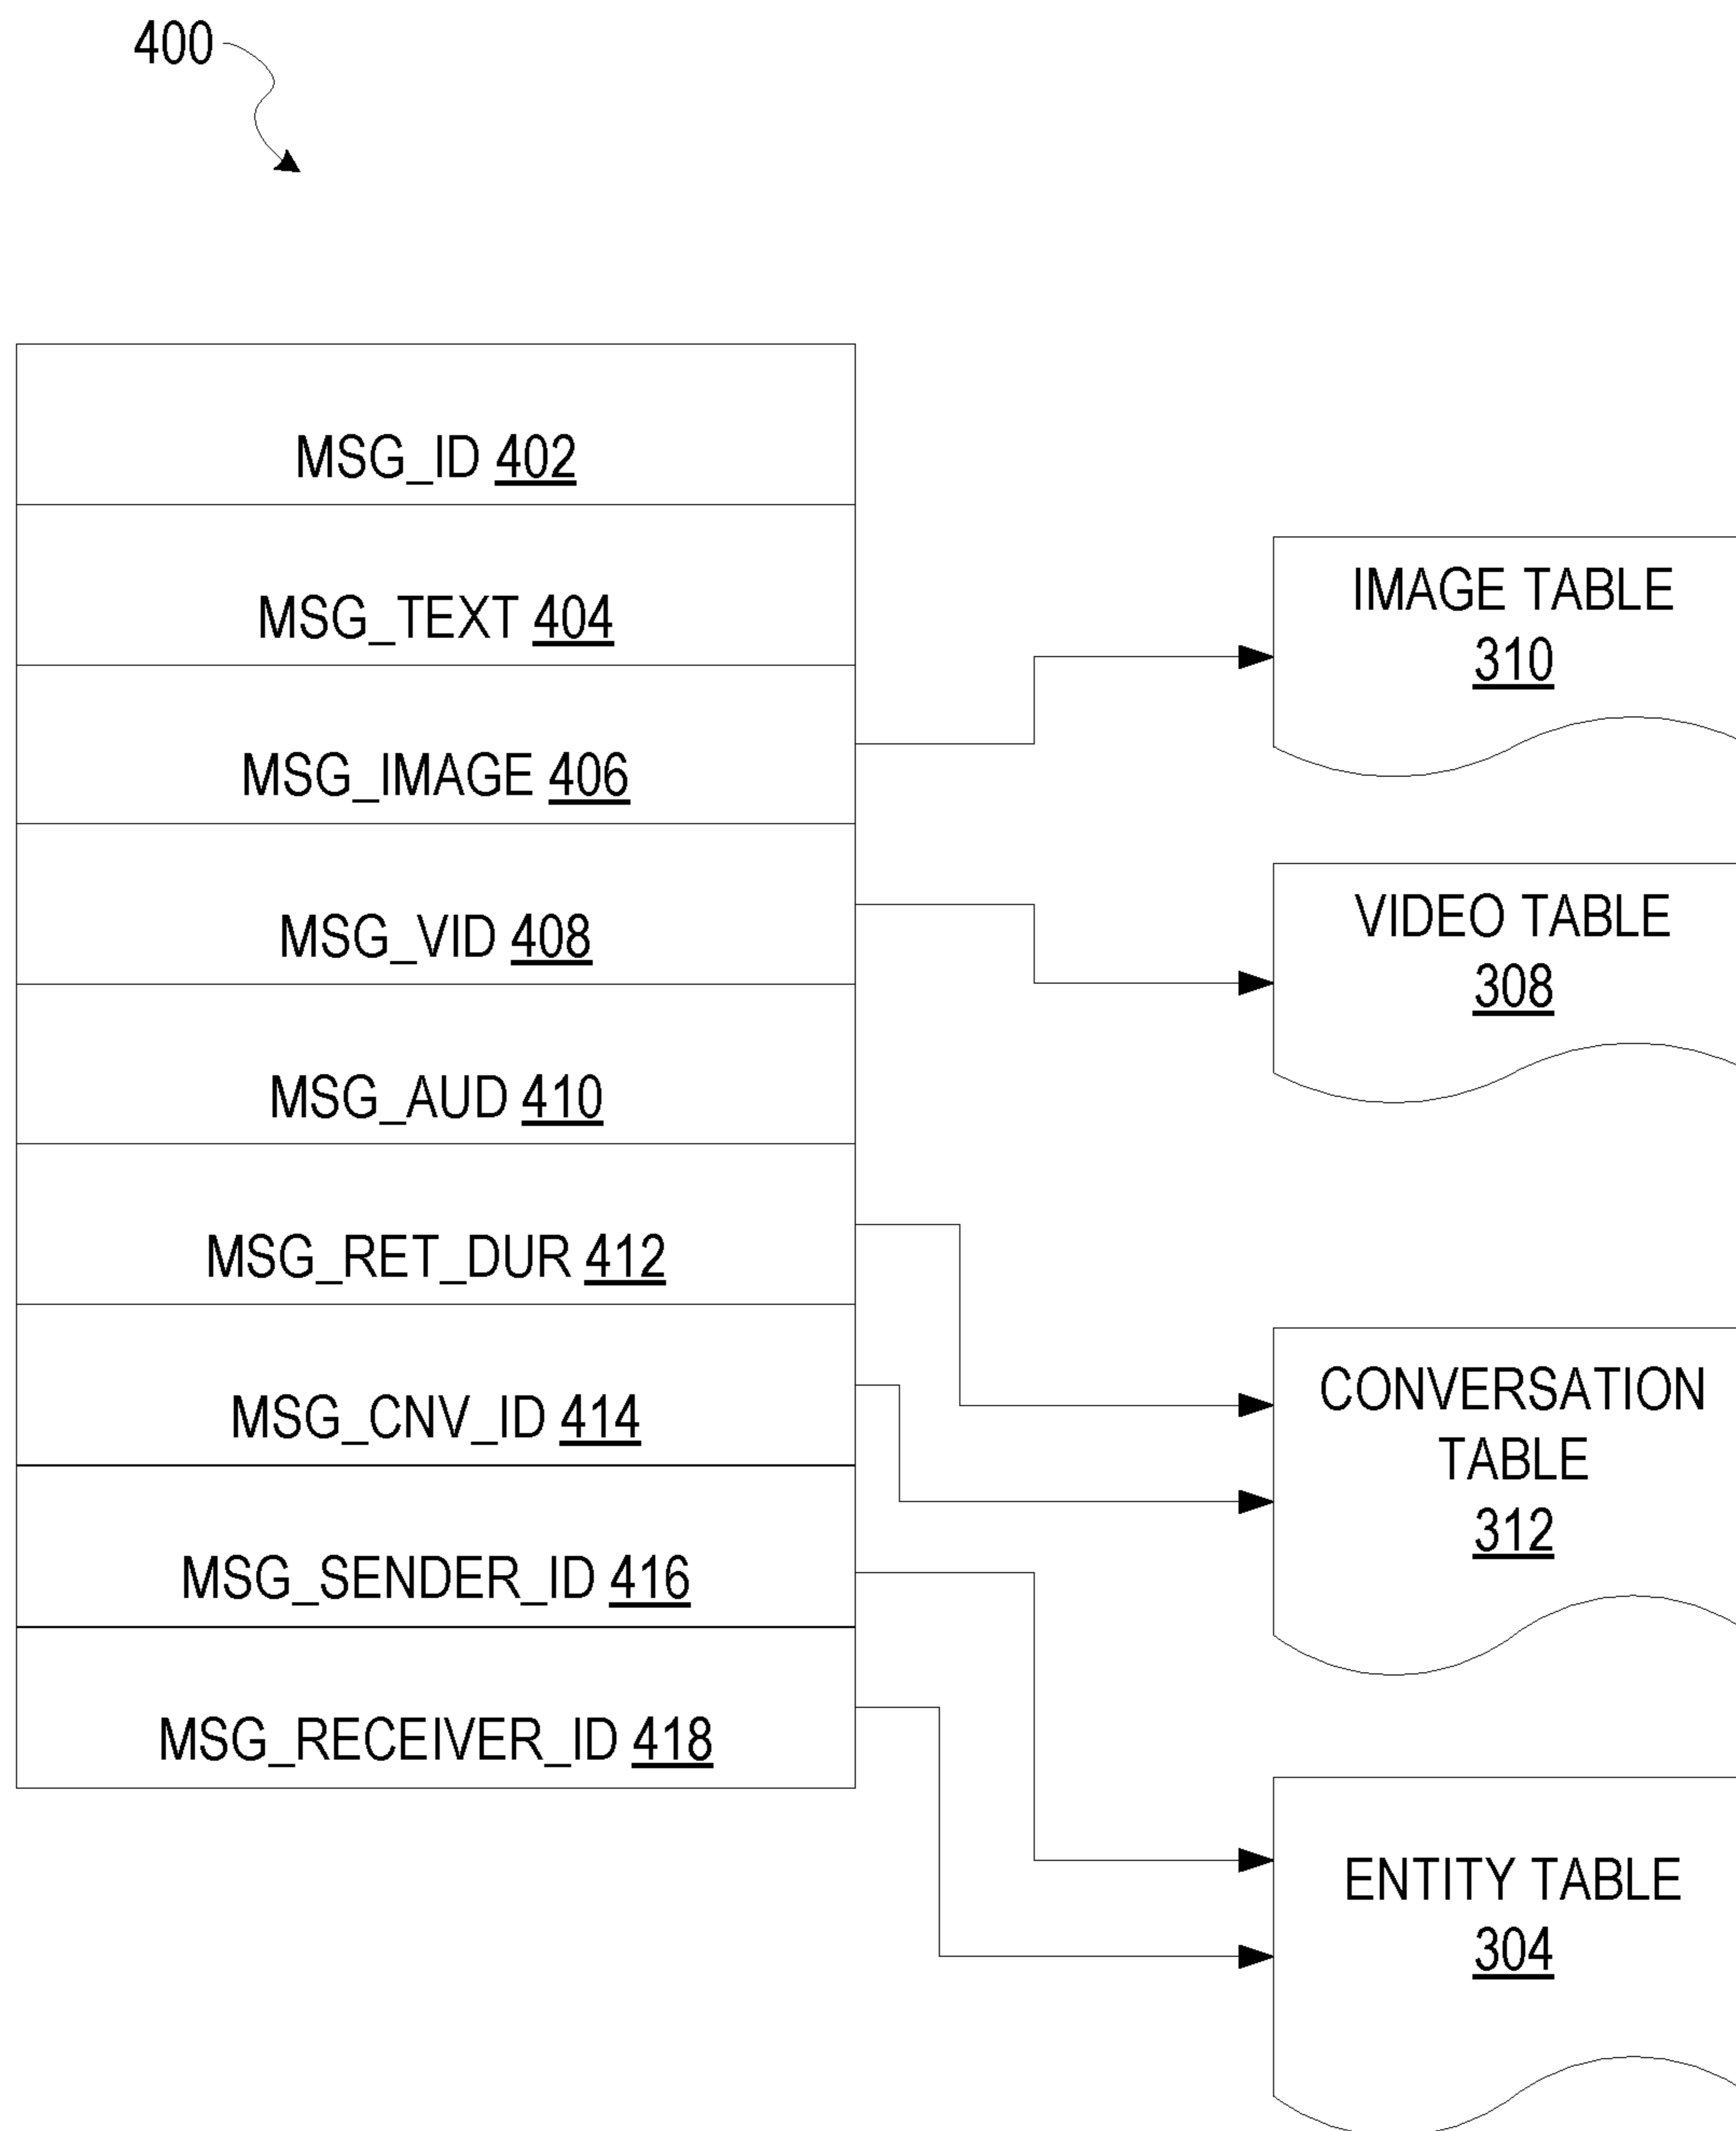 400
MSG_ID 402
MSG_TEXT 404
MSG_IMAGE 406
MSG_VID 408
MSG_AUD 410
MSG_RET_DUR 412
MSG_CNV_ID 414
MSG_SENDER_ID 416
MSG_RECEIVER_ID 418
IMAGE TABLE
310
VIDEO TABLE
308
CONVERSATION
TABLE
312
ENTITY TABLE
304